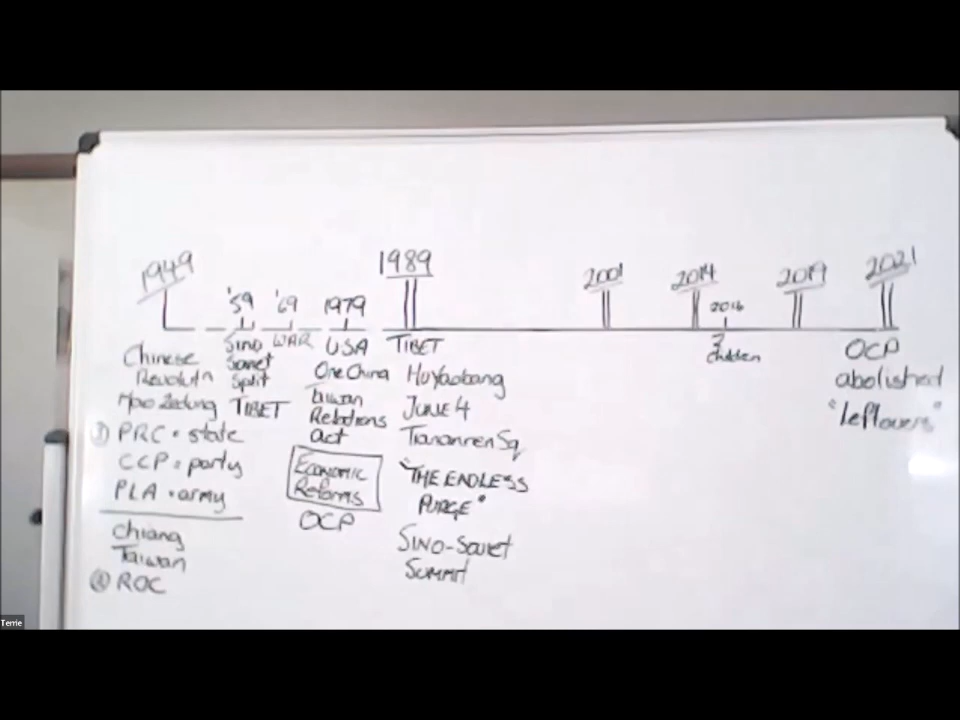 1949
'59
'69
1979
1989
2001
2014
2016
2019
2021
Chinese
Revolutn
Mao Zedung
① PRC = state
CCP = party
PLA = army
Chiang
Taiwan
② ROC
SINO
Soviet
Split
TIBET
WAR
USA
One China
Taiwan
Relations
act
Economic
Reforms
OCP
TIBET
Hu Yaobang
JUNE 4
Tiananmen Sq
"THE ENDLESS
PURGE"
SINO-Soviet
SUMMIT
children
OCP
abolished
"leftovers"
Terrie